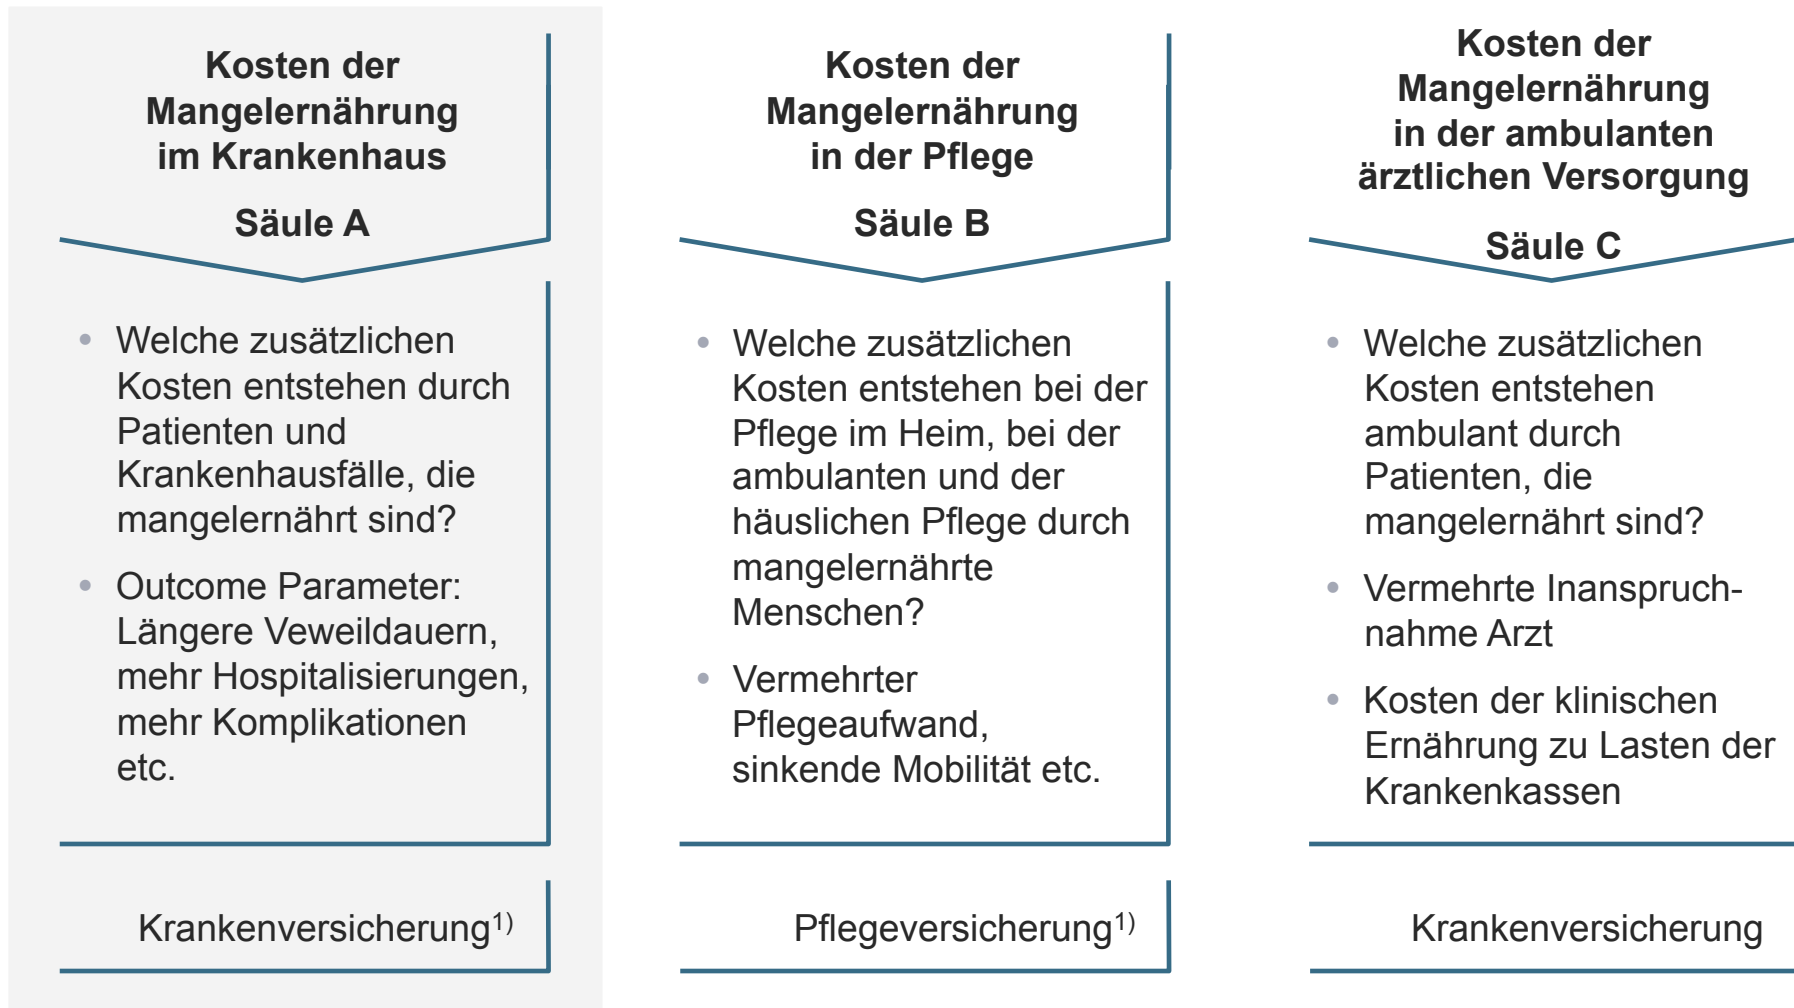 Kosten der
Mangelernährung
im Krankenhaus
Säule A
• Welche zusätzlichen
Kosten entstehen durch
Patienten und
Krankenhausfälle, die
mangelernährt sind?
• Outcome Parameter:
Längere Veweildauern,
mehr Hospitalisierungen,
mehr Komplikationen
etc.
Krankenversicherung1)
Kosten der
Mangelernährung
in der Pflege
Säule B
• Welche zusätzlichen
Kosten entstehen bei der
Pflege im Heim, bei der
ambulanten und der
häuslichen Pflege durch
mangelernährte
Menschen?
• Vermehrter
Pflegeaufwand,
sinkende Mobilität etc.
Pflegeversicherung1)
Kosten der
Mangelernährung
in der ambulanten
ärztlichen Versorgung
Säule C
• Welche zusätzlichen
Kosten entstehen
ambulant durch
Patienten, die
mangelernährt sind?
• Vermehrte Inanspruch-
nahme Arzt
• Kosten der klinischen
Ernährung zu Lasten der
Krankenkassen
Krankenversicherung